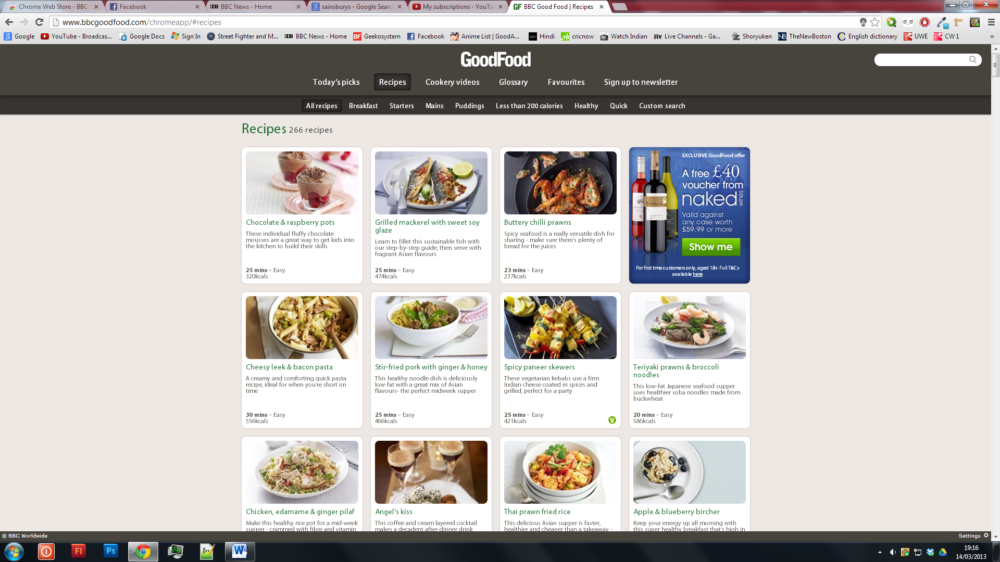 Chrome Web Store - BBC
Facebook
BBC News - Home
sainsburys - Google Searc
My subscriptions - YouTu
GF BBC Good Food | Recipes
www.bbcgoodfood.com/chromeapp/#recipes
Google
YouTube - Broadcas...
Google Docs
Sign In
Street Fighter and M...
BBC News - Home
Geekosystem
Facebook
Anime List | GoodA...
Hindi
cricnow
Watch Indian
Live Channels - Ga...
Shoryuken
TheNewBoston
English dictionary
UWE
CW 1
»
GoodFood
Today's picks
Recipes
Cookery videos
Glossary
Favourites
Sign up to newsletter
All recipes
Breakfast
Starters
Mains
Puddings
Less than 200 calories
Healthy
Quick
Custom search
Recipes 266 recipes
Chocolate & raspberry pots
These individual fluffy chocolate
mousses are a great way to get kids into
the kitchen to build their skills
25 mins – Easy
320kcals
Grilled mackerel with sweet soy
glaze
Learn to fillet this sustainable fish with
our step-by-step guide, then serve with
fragrant Asian flavours
25 mins – Easy
474kcals
Buttery chilli prawns
Spicy seafood is a really versatile dish for
sharing - make sure there's plenty of
bread for the juices
23 mins – Easy
237kcals
EXCLUSIVE GoodFood offer
A free £40
voucher from
naked
wines
Valid against
any case worth
£59.99 or more
Show me
For first time customers only, aged 18+ Full T&Cs
available here
Cheesy leek & bacon pasta
A creamy and comforting quick pasta
recipe, ideal for when you're short on
time
30 mins – Easy
556kcals
Stir-fried pork with ginger & honey
This healthy noodle dish is deliciously
low-fat with a great mix of Asian
flavours- the perfect midweek supper
25 mins – Easy
466kcals
Spicy paneer skewers
These vegetarian kebabs use a firm
Indian cheese coated in spices and
grilled, perfect for a party
25 mins – Easy
421kcals
V
Teriyaki prawns & broccoli
noodles
This low-fat Japanese seafood supper
uses healthier soba noodles made from
buckwheat
20 mins – Easy
586kcals
Chicken, edamame & ginger pilaf
Make this healthy rice pot for a mid-week
supper - crammed with fibre and vitamin
Angel's kiss
This coffee and cream layered cocktail
makes a decadent after-dinner drink
Thai prawn fried rice
This delicious Asian supper is faster,
healthier and cheaper than a takeaway -
Apple & blueberry bircher
Keep your energy up all morning with
this super healthy breakfast that's high in
© BBC Worldwide
Settings
Fl
Ps
19:16
14/03/2013